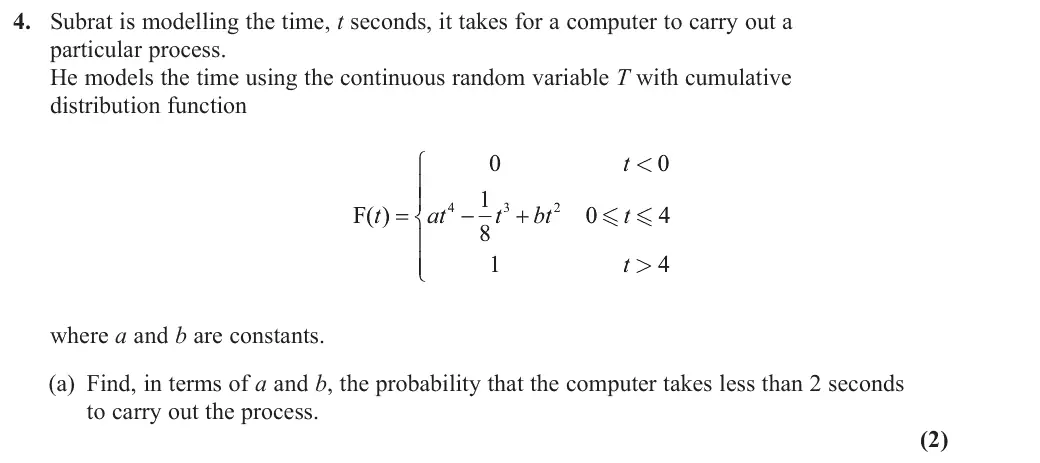 4. Subrat is modelling the time, t seconds, it takes for a computer to carry out a
particular process.
He models the time using the continuous random variable T with cumulative
distribution function
F(t) = { 0 t < 0
at⁴ − 1/8 t³ + bt² 0 ⩽ t ⩽ 4
1 t > 4
where a and b are constants.
(a) Find, in terms of a and b, the probability that the computer takes less than 2 seconds
to carry out the process.
(2)